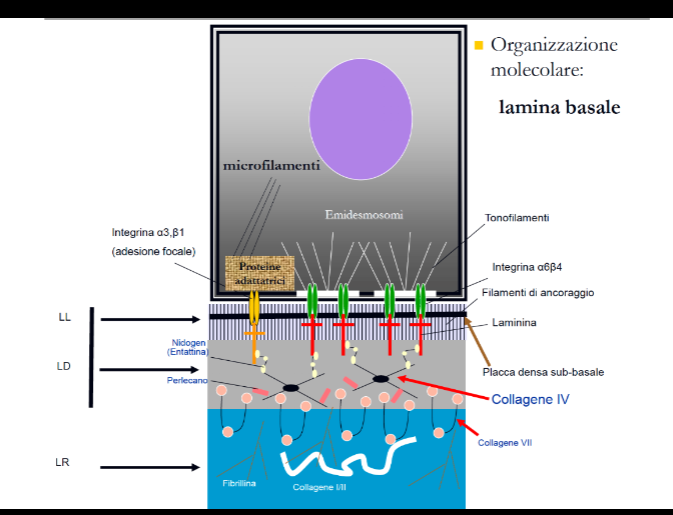 Organizzazione
molecolare:
lamina basale
microfilamenti
Emidesmosomi
Tonofilamenti
Integrina α3,β1
(adesione focale)
Proteine
adattatrici
Integrina α6β4
Filamenti di ancoraggio
LL
Laminina
Nidogen
(Entattina)
LD
Placca densa sub-basale
Perlecano
Collagene IV
Collagene VII
LR
Fibrillina
Collagene I/II